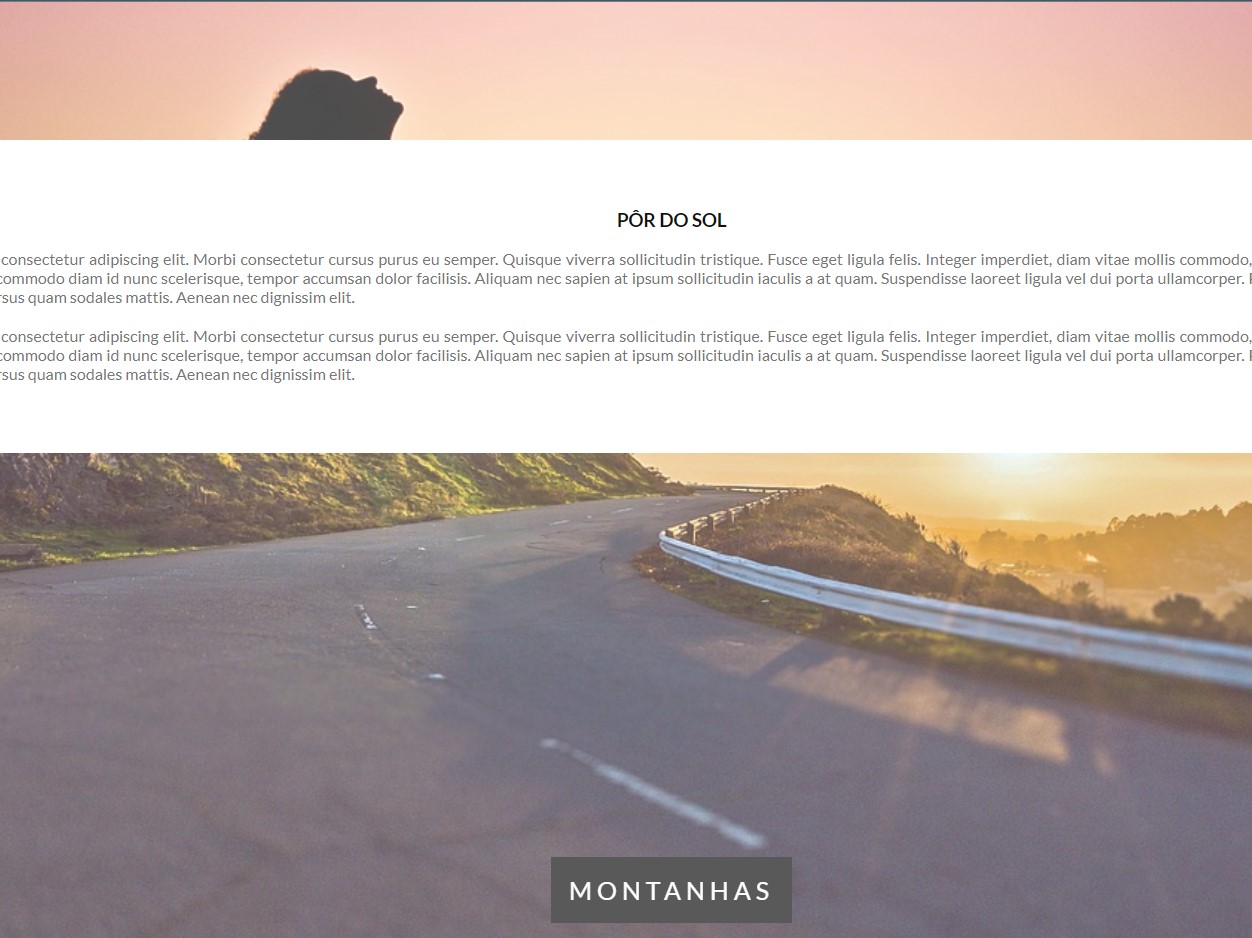 PÔR DO SOL
consectetur adipiscing elit. Morbi consectetur cursus purus eu semper. Quisque viverra sollicitudin tristique. Fusce eget ligula felis. Integer imperdiet, diam vitae mollis commodo,
commodo diam id nunc scelerisque, tempor accumsan dolor facilisis. Aliquam nec sapien at ipsum sollicitudin iaculis a at quam. Suspendisse laoreet ligula vel dui porta ullamcorper.
quam sodales mattis. Aenean nec dignissim elit.
consectetur adipiscing elit. Morbi consectetur cursus purus eu semper. Quisque viverra sollicitudin tristique. Fusce eget ligula felis. Integer imperdiet, diam vitae mollis commodo,
commodo diam id nunc scelerisque, tempor accumsan dolor facilisis. Aliquam nec sapien at ipsum sollicitudin iaculis a at quam. Suspendisse laoreet ligula vel dui porta ullamcorper.
quam sodales mattis. Aenean nec dignissim elit.
MONTANHAS